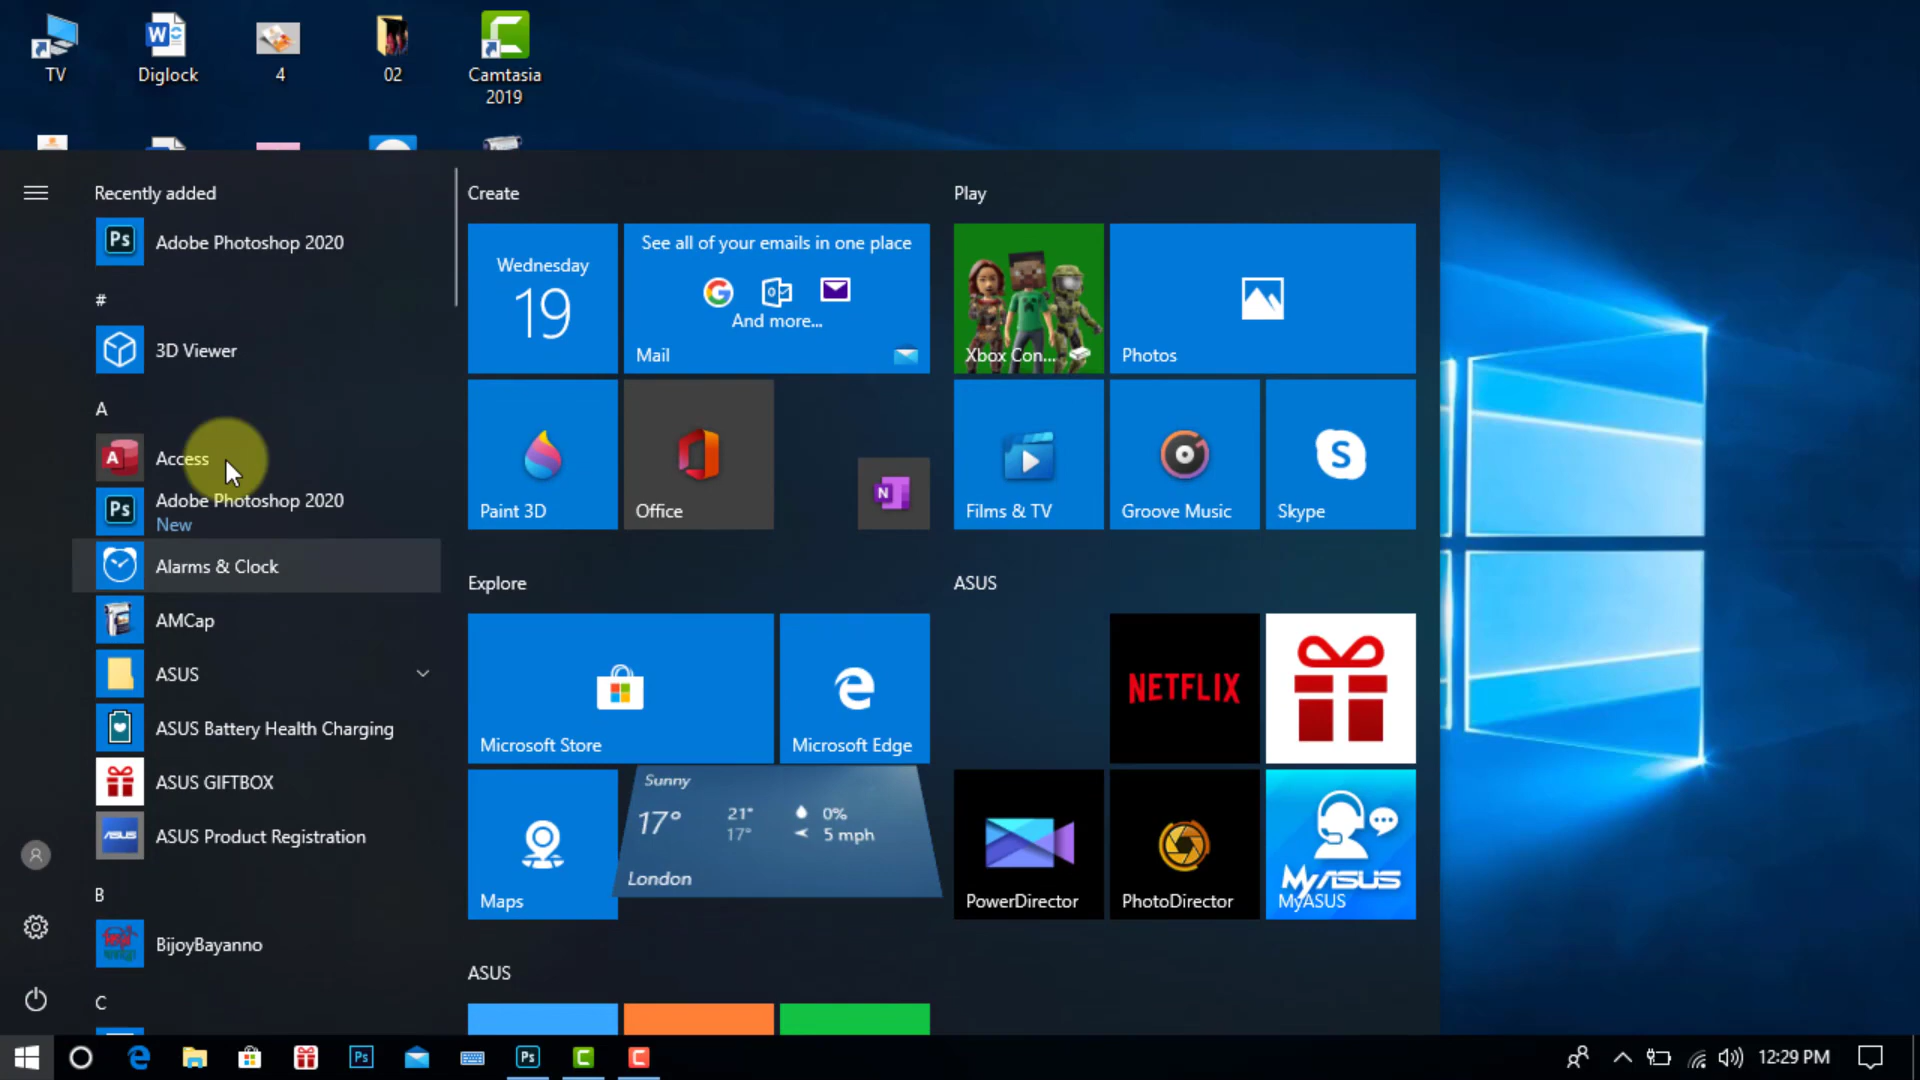 TV
Diglock
4
02
Camtasia
2019
Recently added
Adobe Photoshop 2020
#
3D Viewer
A
Access
Adobe Photoshop 2020
New
Alarms & Clock
AMCap
ASUS
ASUS Battery Health Charging
ASUS GIFTBOX
ASUS Product Registration
B
BijoyBayanno
C
Create
Wednesday
19
See all of your emails in one place
And more...
Mail
Paint 3D
Office
Play
Xbox Con...
Photos
Films & TV
Groove Music
Skype
Explore
Microsoft Store
Microsoft Edge
Maps
Sunny
17° 21° 0%
17° 5 mph
London
ASUS
NETFLIX
PowerDirector
PhotoDirector
MyASUS
MyASUS
ASUS
12:29 PM